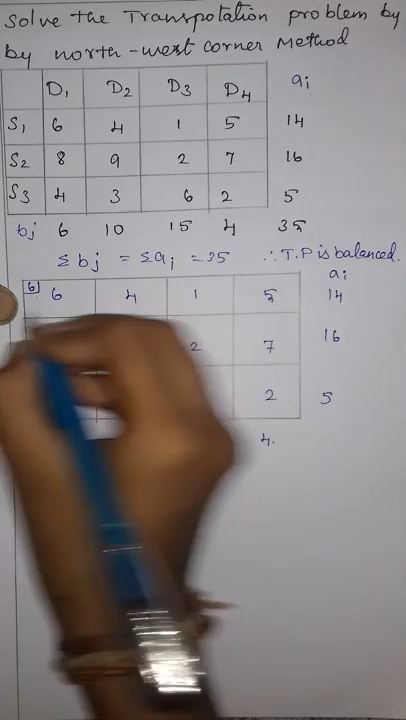 Solve the Transpotation problem by
by north-west corner Method
D1 D2 D3 D4 ai
S1 6 4 1 5 14
S2 8 9 2 7 16
S3 4 3 6 2 5
bj 6 10 15 4 35
Σbj = Σai = 35 ∴ T.P is balanced.
ai
6 6 4 1 5 14
2 7 16
2 5
4.